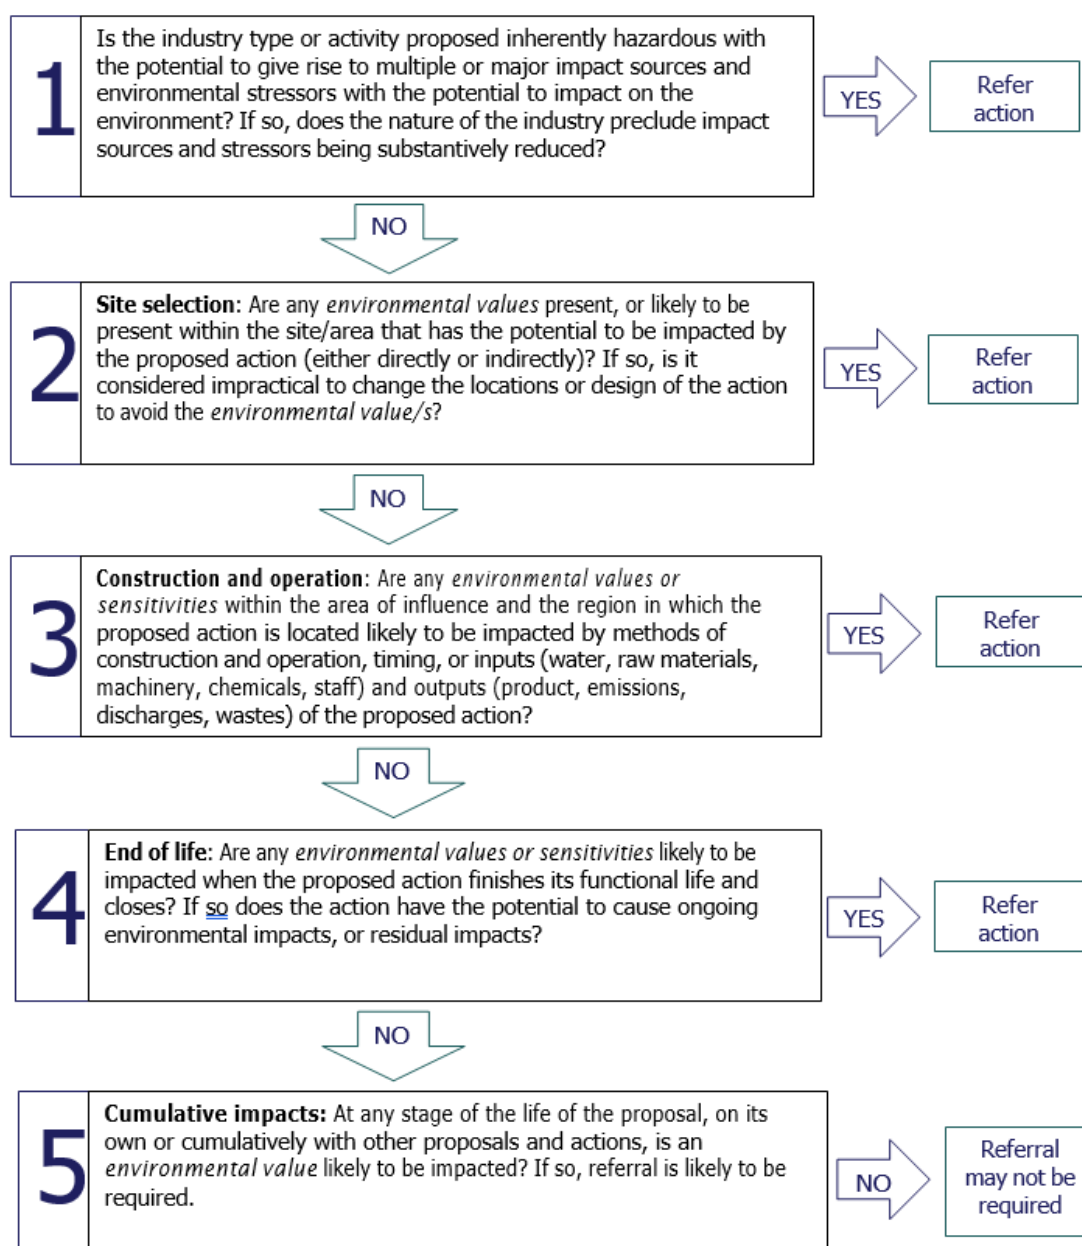 1
Is the industry type or activity proposed inherently hazardous with
the potential to give rise to multiple or major impact sources and
environmental stressors with the potential to impact on the
environment? If so, does the nature of the industry preclude impact
sources and stressors being substantively reduced?
YES
Refer
action
NO
2
Site selection: Are any environmental values present, or likely to be
present within the site/area that has the potential to be impacted by
the proposed action (either directly or indirectly)? If so, is it
considered impractical to change the locations or design of the action
to avoid the environmental value/s?
YES
Refer
action
NO
3
Construction and operation: Are any environmental values or
sensitivities within the area of influence and the region in which the
proposed action is located likely to be impacted by methods of
construction and operation, timing, or inputs (water, raw materials,
machinery, chemicals, staff) and outputs (product, emissions,
discharges, wastes) of the proposed action?
YES
Refer
action
NO
4
End of life: Are any environmental values or sensitivities likely to be
impacted when the proposed action finishes its functional life and
closes? If so does the action have the potential to cause ongoing
environmental impacts, or residual impacts?
YES
Refer
action
NO
5
Cumulative impacts: At any stage of the life of the proposal, on its
own or cumulatively with other proposals and actions, is an
environmental value likely to be impacted? If so, referral is likely to be
required.
NO
Referral
may not be
required